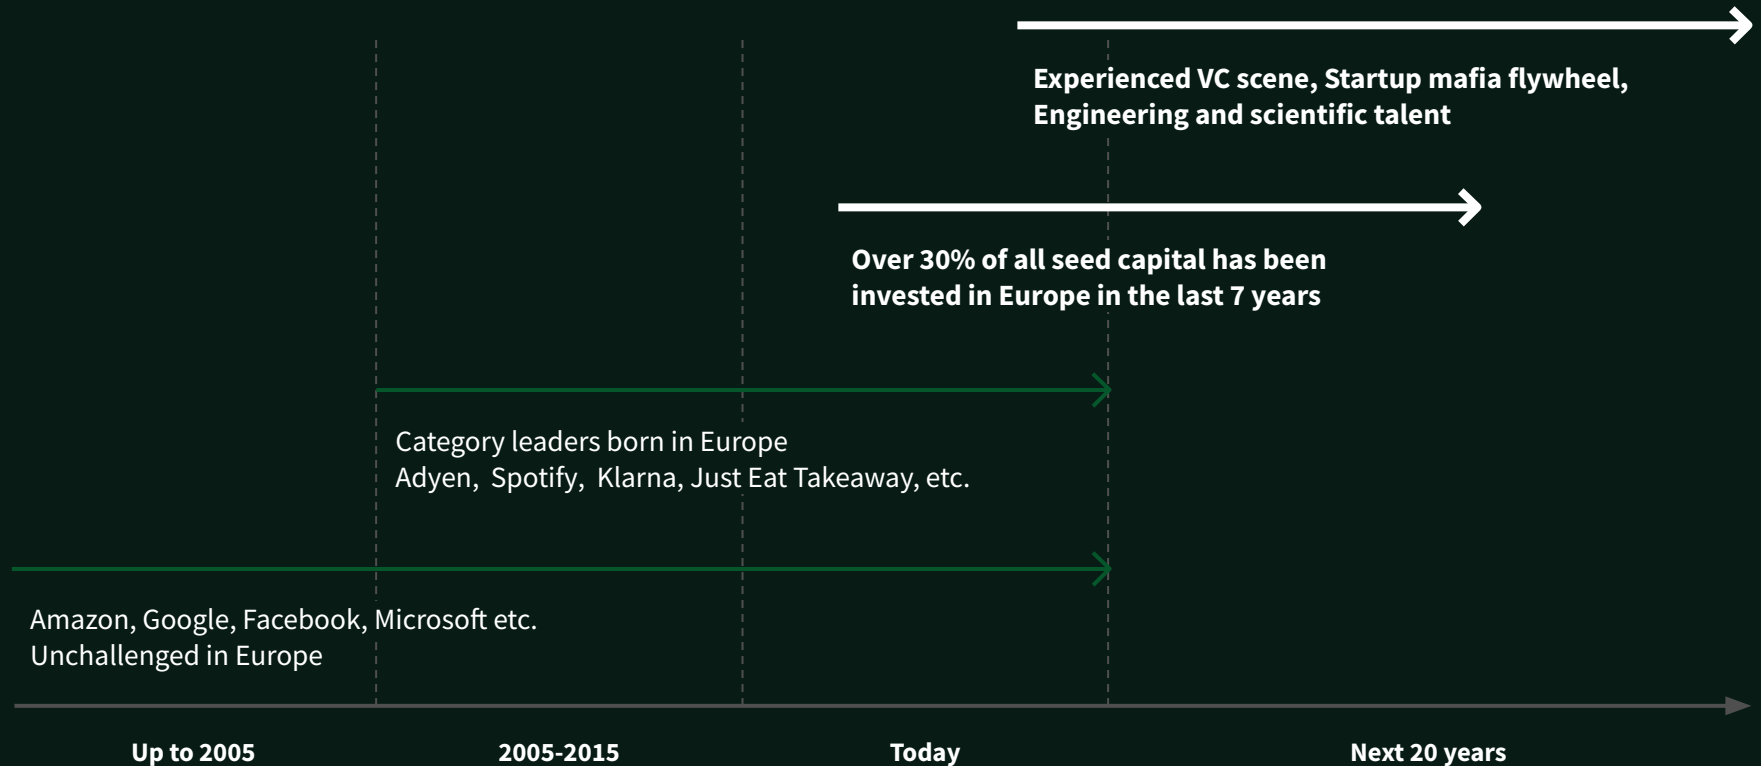 Experienced VC scene, Startup mafia flywheel,
Engineering and scientific talent
Over 30% of all seed capital has been
invested in Europe in the last 7 years
Category leaders born in Europe
Adyen, Spotify, Klarna, Just Eat Takeaway, etc.
Amazon, Google, Facebook, Microsoft etc.
Unchallenged in Europe
Up to 2005
2005-2015
Today
Next 20 years